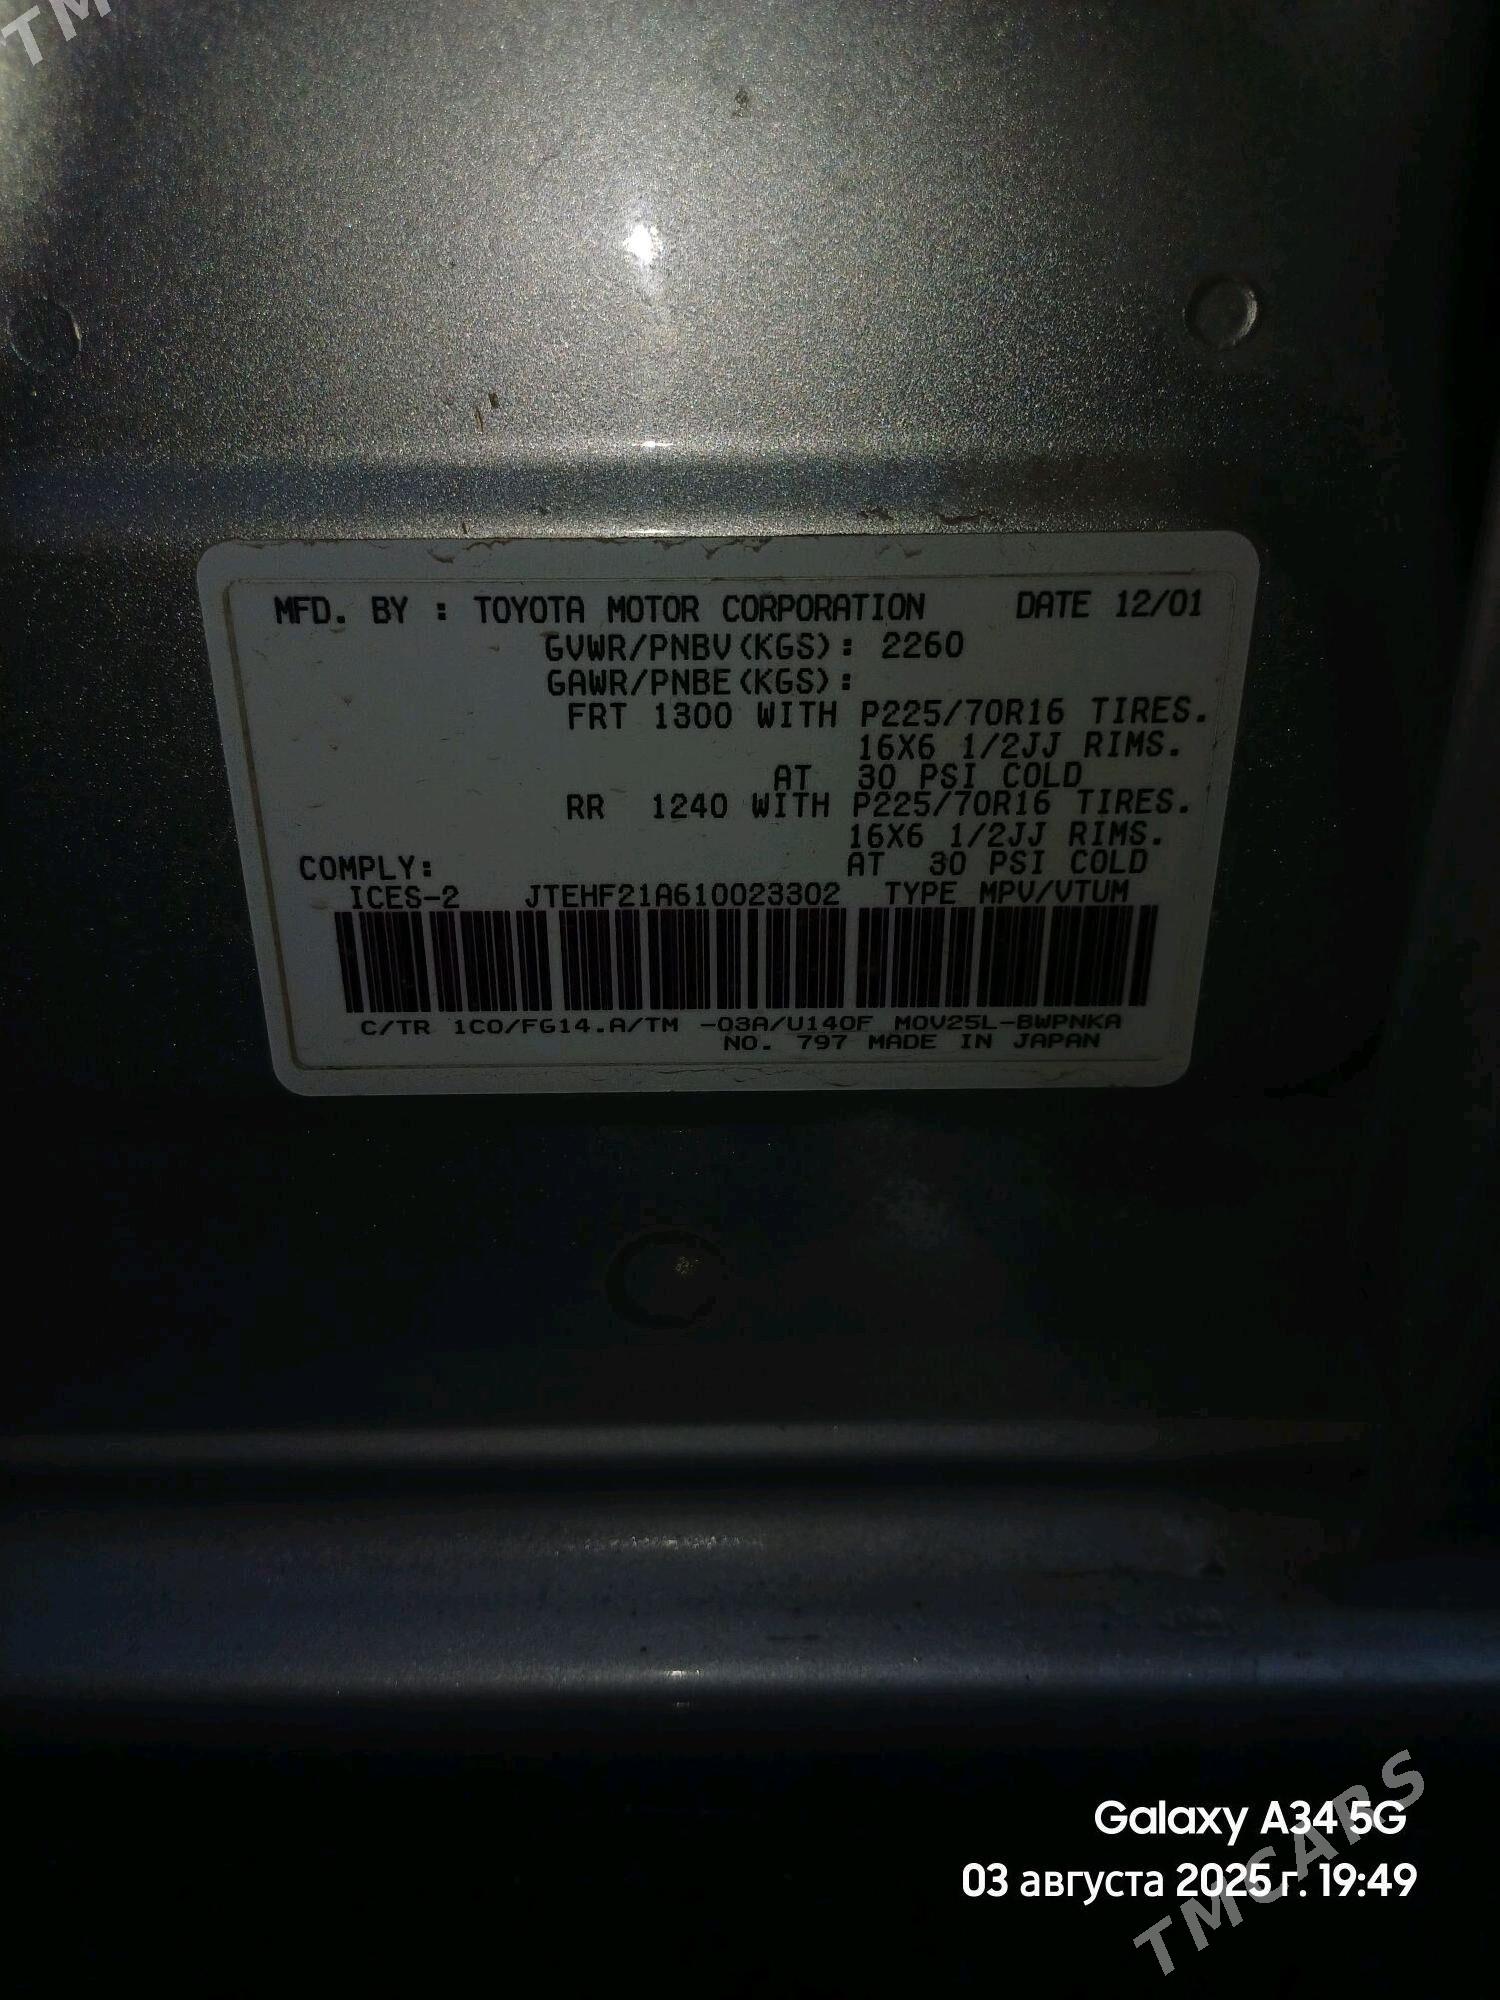 TM
MFD. BY : TOYOTA MOTOR CORPORATION DATE 12/01
GVWR/PNBV(KGS): 2260
GAWR/PNBE(KGS):
FRT 1300 WITH P225/70R16 TIRES.
16X6 1/2JJ RIMS.
AT 30 PSI COLD
RR 1240 WITH P225/70R16 TIRES.
16X6 1/2JJ RIMS.
COMPLY: AT 30 PSI COLD
ICES-2 JTEHF21A610023302 TYPE MPV/VTUM
C/TR 1C0/FG14.A/TM -03A/U140F MOV25L-BWPNKA
NO. 797 MADE IN JAPAN
Galaxy A34 5G
03 августа 2025 г. 19:49
TMCARS